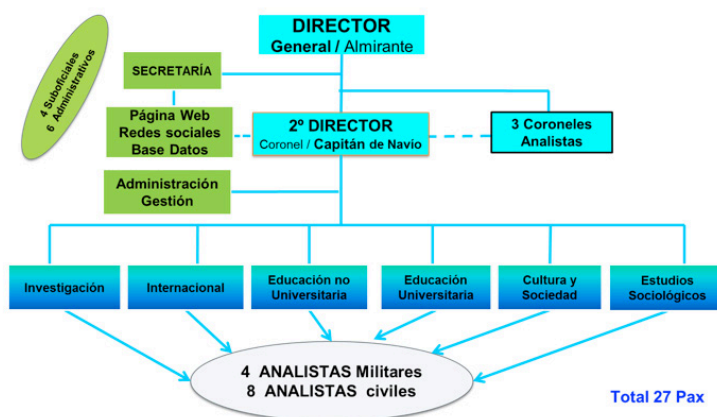 DIRECTOR
General / Almirante
4 Suboficiales
6 Administrativos
SECRETARÍA
Página Web
Redes sociales
Base Datos
2º DIRECTOR
Coronel / Capitán de Navio
3 Coroneles
Analistas
Administración
Gestión
Investigación
Internacional
Educación no
Universitaria
Educación
Universitaria
Cultura y
Sociedad
Estudios
Sociológicos
4 ANALISTAS Militares
8 ANALISTAS civiles
Total 27 Pax